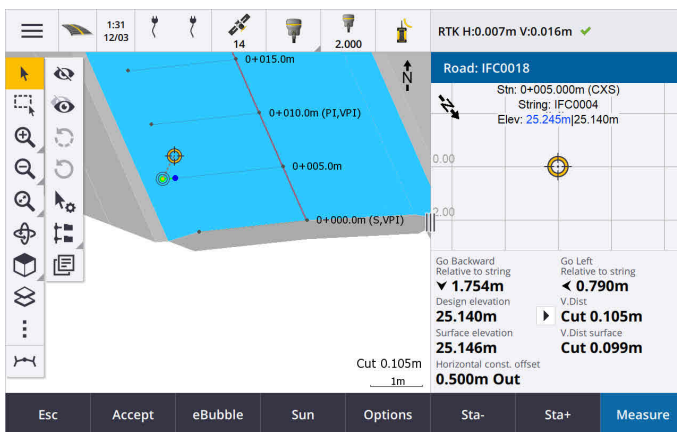 1:31
12/03
14
2.000
RTK H:0.007m V:0.016m
0+015.0m
N
0+010.0m (PI,VPI)
0+005.0m
0+000.0m (S,VPI)
Cut 0.105m
1m
Road: IFC0018
Stn: 0+005.000m (CXS)
String: IFC0004
Elev: 25.245m|25.140m
0.00
2.00
Go Backward
Relative to string
1.754m
Go Left
Relative to string
0.790m
Design elevation
25.140m
V.Dist
Cut 0.105m
Surface elevation
25.146m
V.Dist surface
Cut 0.099m
Horizontal const. offset
0.500m Out
Esc
Accept
eBubble
Sun
Options
Sta-
Sta+
Measure